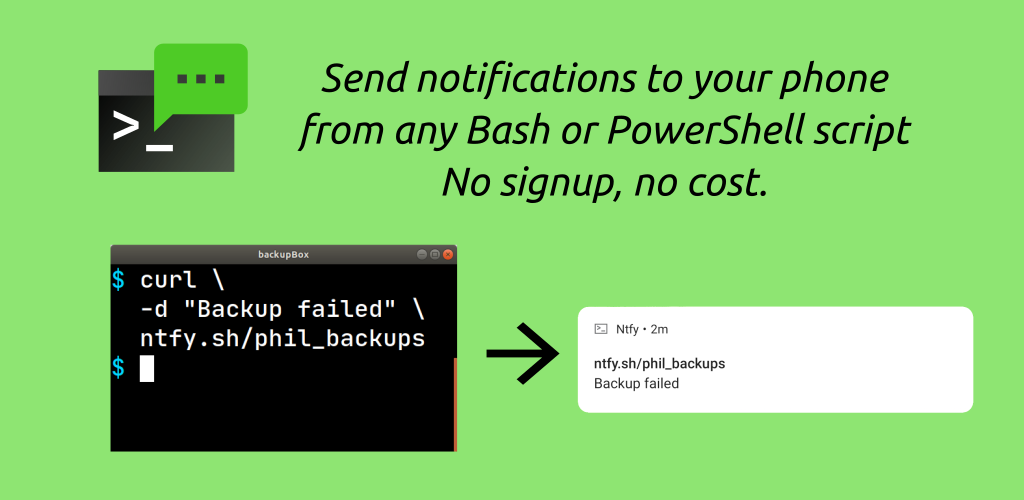 >_
Send notifications to your phone
from any Bash or PowerShell script
No signup, no cost.
backupBox
$ curl \
-d "Backup failed" \
ntfy.sh/phil_backups
$
Ntfy • 2m
ntfy.sh/phil_backups
Backup failed